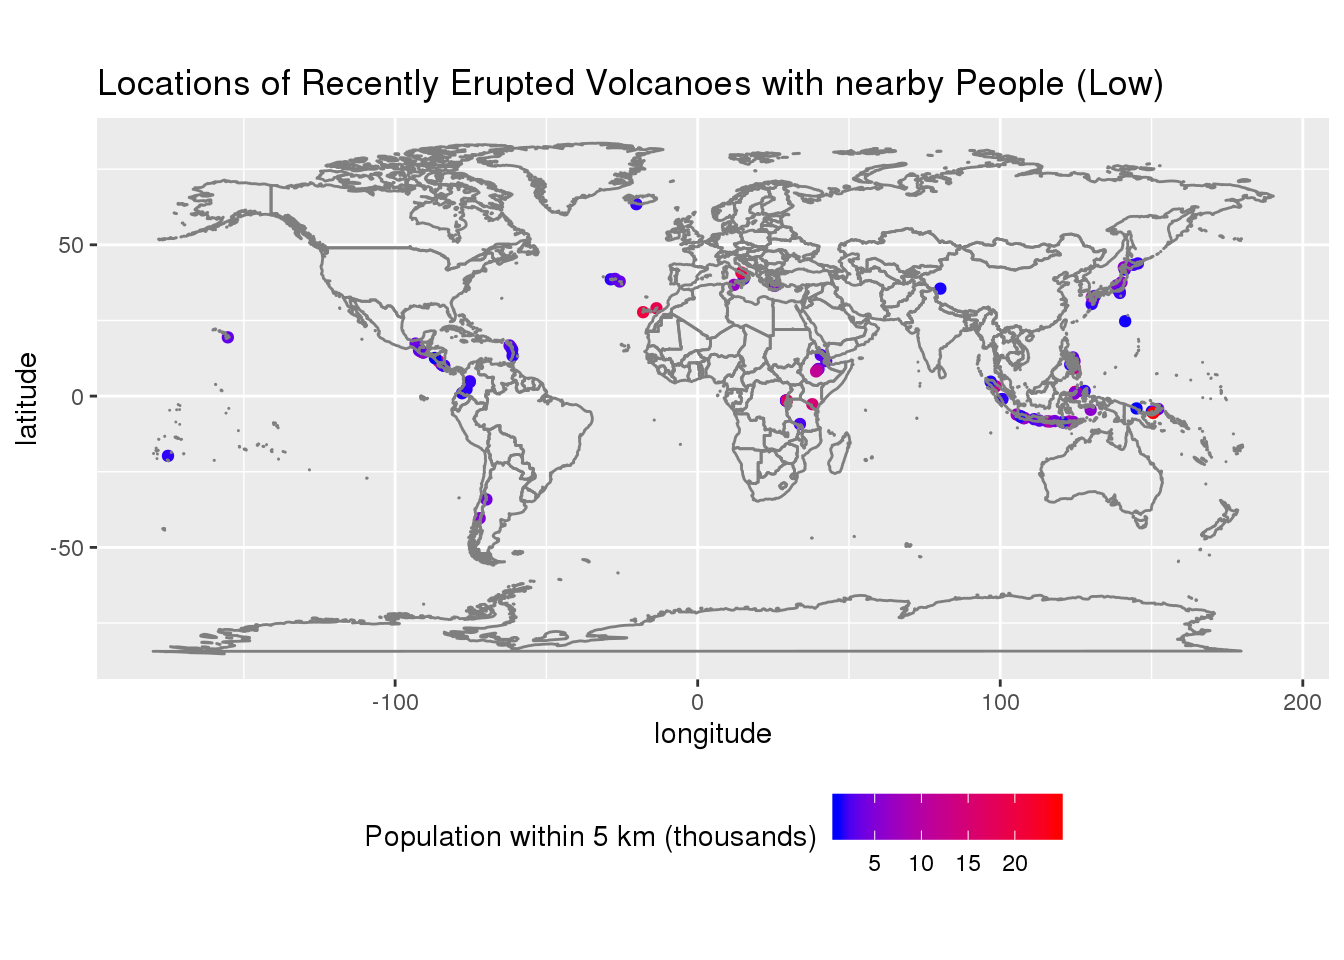 Locations of Recently Erupted Volcanoes with nearby People (Low)
latitude
50
0
-50
-100 0 100 200
longitude
Population within 5 km (thousands)
5 10 15 20